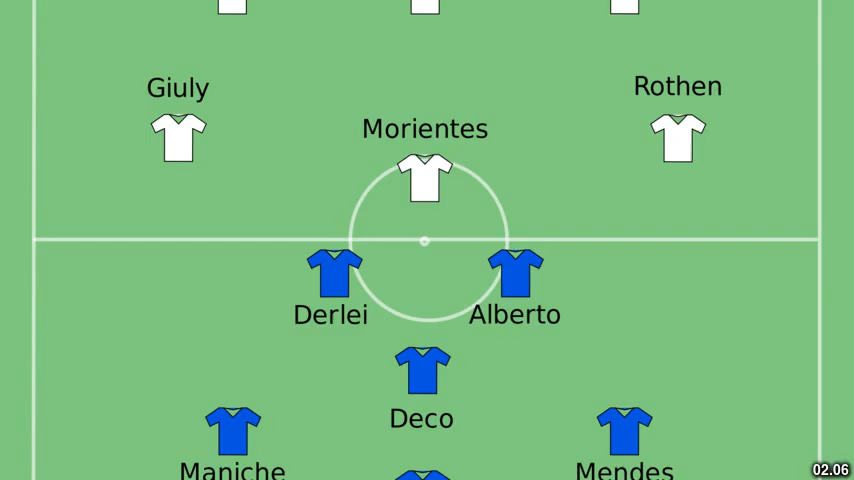 Giuly
Rothen
Morientes
Derlei
Alberto
Deco
Maniche
Mendes
02.06